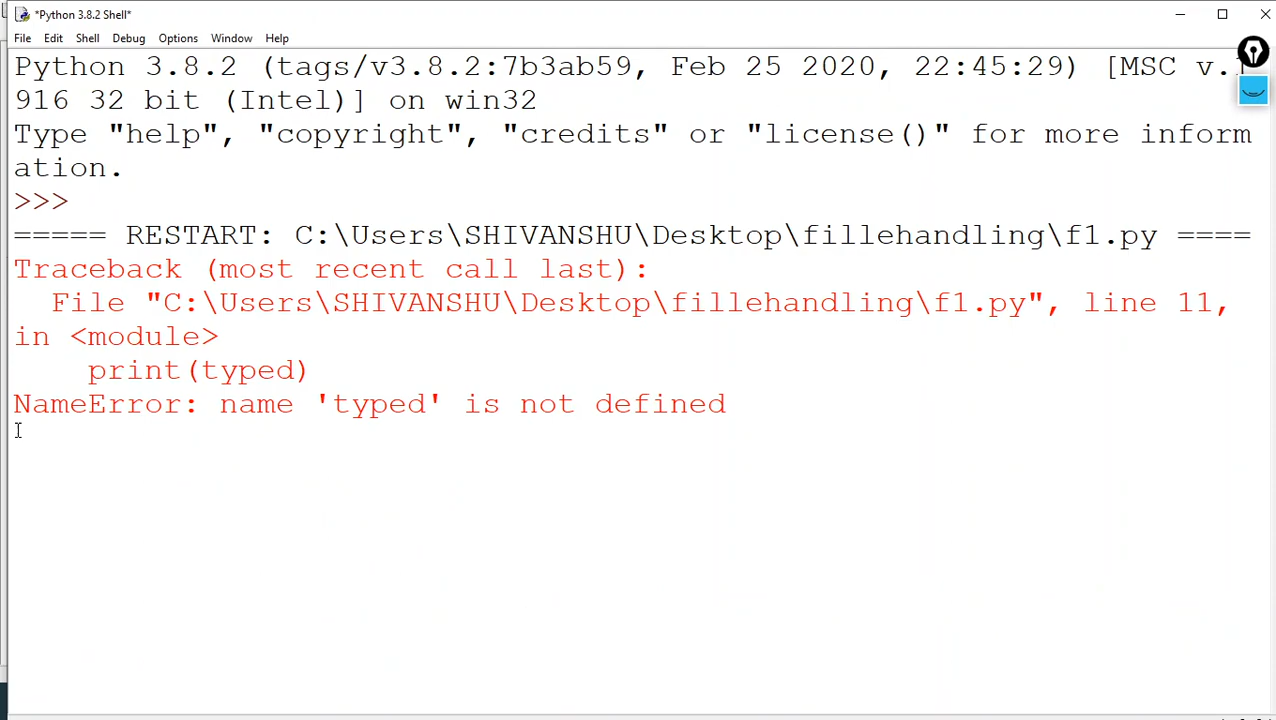 *Python 3.8.2 Shell*
File Edit Shell Debug Options Window Help
Python 3.8.2 (tags/v3.8.2:7b3ab59, Feb 25 2020, 22:45:29) [MSC v.1
916 32 bit (Intel)] on win32
Type "help", "copyright", "credits" or "license()" for more inform
ation.
>>>
===== RESTART: C:\Users\SHIVANSHU\Desktop\fillehandling\f1.py ====
Traceback (most recent call last):
  File "C:\Users\SHIVANSHU\Desktop\fillehandling\f1.py", line 11,
in <module>
    print(typed)
NameError: name 'typed' is not defined